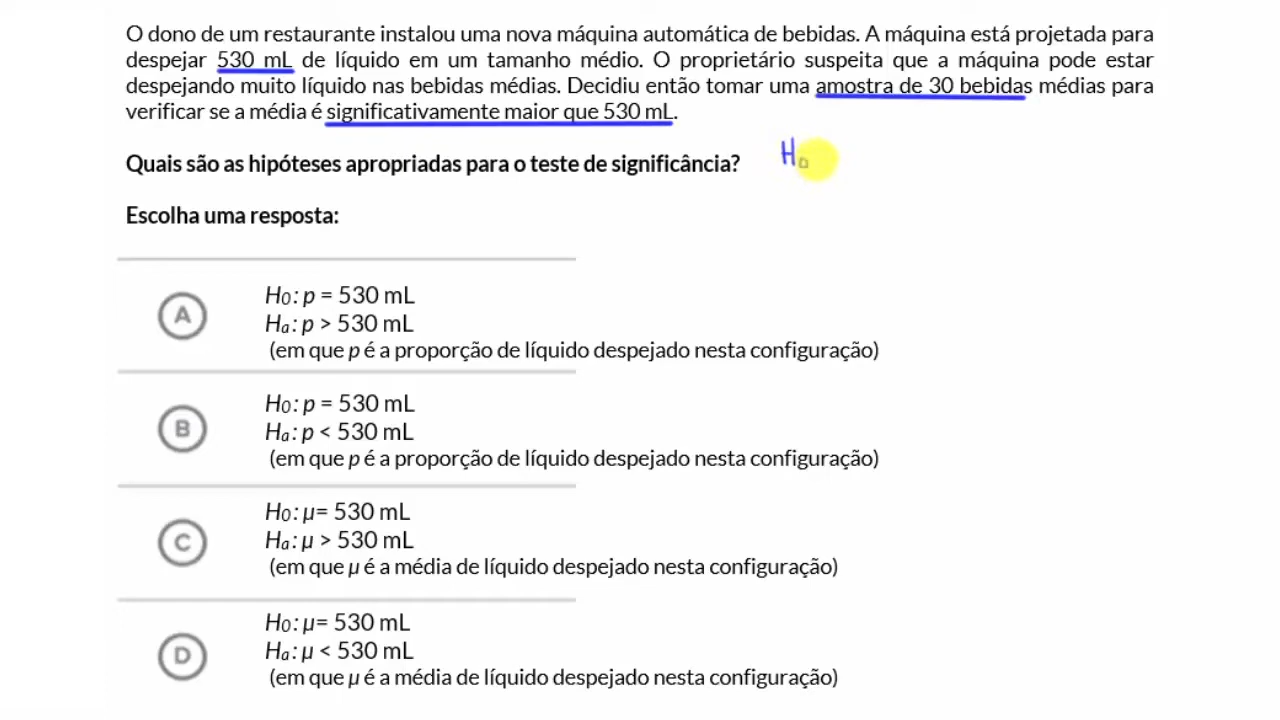 O dono de um restaurante instalou uma nova máquina automática de bebidas. A máquina está projetada para
despejar 530 mL de líquido em um tamanho médio. O proprietário suspeita que a máquina pode estar
despejando muito líquido nas bebidas médias. Decidiu então tomar uma amostra de 30 bebidas médias para
verificar se a média é significativamente maior que 530 mL.
Quais são as hipóteses apropriadas para o teste de significância? H₀
Escolha uma resposta:
H₀: p = 530 mL
A
Hₐ: p > 530 mL
(em que p é a proporção de líquido despejado nesta configuração)
H₀: p = 530 mL
B
Hₐ: p < 530 mL
(em que p é a proporção de líquido despejado nesta configuração)
H₀: μ= 530 mL
C
Hₐ: μ > 530 mL
(em que μ é a média de líquido despejado nesta configuração)
H₀: μ= 530 mL
D
Hₐ: μ < 530 mL
(em que μ é a média de líquido despejado nesta configuração)